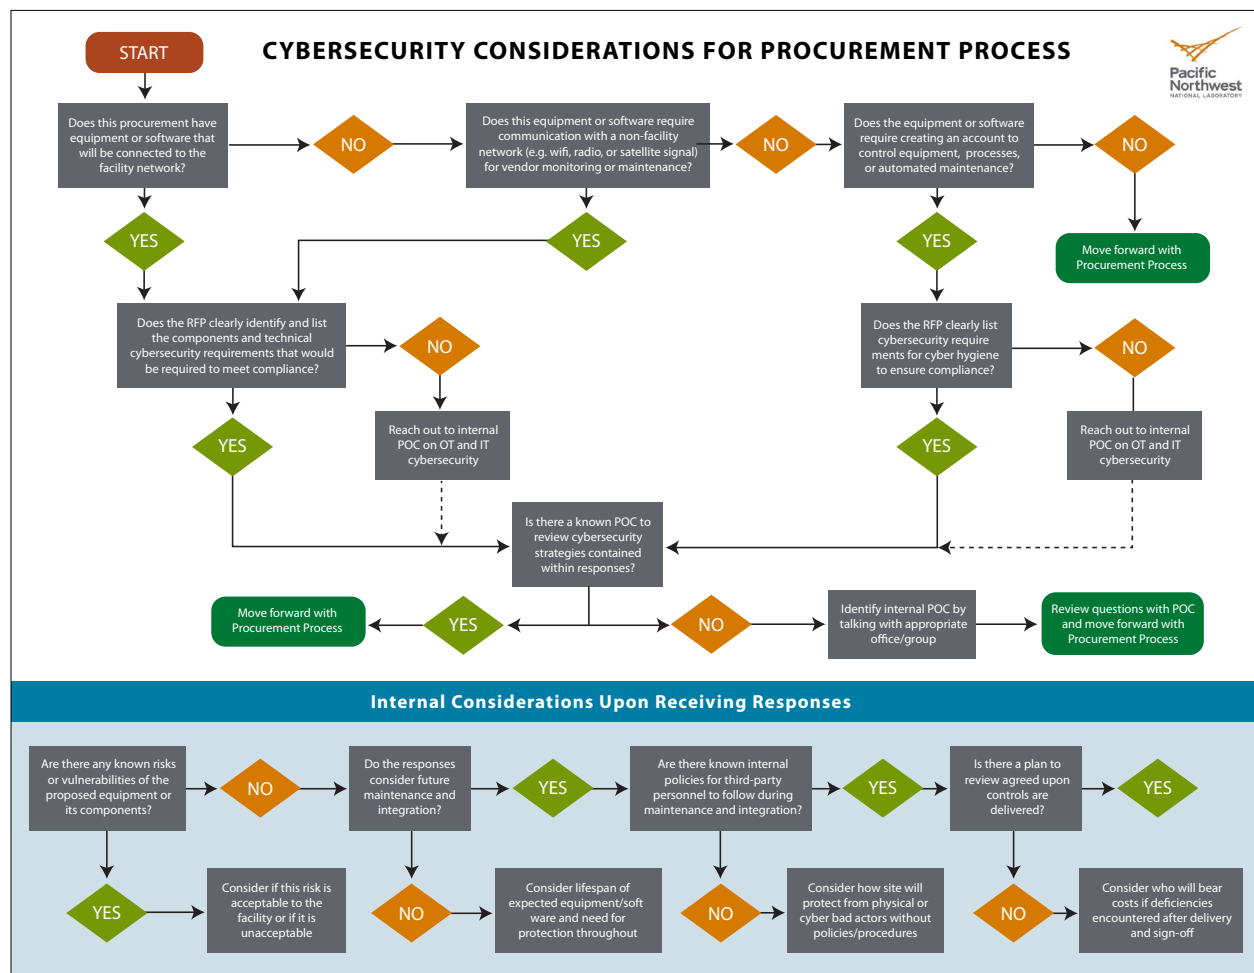 START
CYBERSECURITY CONSIDERATIONS FOR PROCUREMENT PROCESS
Pacific
Northwest
NATIONAL LABORATORY
Does this procurement have
equipment or software that
will be connected to the
facility network?
NO
Does this equipment or software require
communication with a non-facility
network (e.g. wifi, radio, or satellite signal)
for vendor monitoring or maintenance?
NO
Does the equipment or software
require creating an account to
control equipment, processes,
or automated maintenance?
NO
YES
YES
YES
Move forward with
Procurement Process
Does the RFP clearly identify and list
the components and technical
cybersecurity requirements that would
be required to meet compliance?
NO
Does the RFP clearly list
cybersecurity require
ments for cyber hygiene
to ensure compliance?
NO
YES
Reach out to internal
POC on OT and IT
cybersecurity
YES
Reach out to internal
POC on OT and IT
cybersecurity
Is there a known POC to
review cybersecurity
strategies contained
within responses?
Move forward with
Procurement Process
YES
NO
Identify internal POC by
talking with appropriate
office/group
Review questions with POC
and move forward with
Procurement Process
Internal Considerations Upon Receiving Responses
Are there any known risks
or vulnerabilities of the
proposed equipment or
its components?
NO
Do the responses
consider future
maintenance and
integration?
YES
Are there known internal
policies for third-party
personnel to follow during
maintenance and integration?
YES
Is there a plan to
review agreed upon
controls are
delivered?
YES
YES
Consider if this risk is
acceptable to the
facility or if it is
unacceptable
NO
Consider lifespan of
expected equipment/soft
ware and need for
protection throughout
NO
Consider how site will
protect from physical or
cyber bad actors without
policies/procedures
NO
Consider who will bear
costs if deficiencies
encountered after delivery
and sign-off